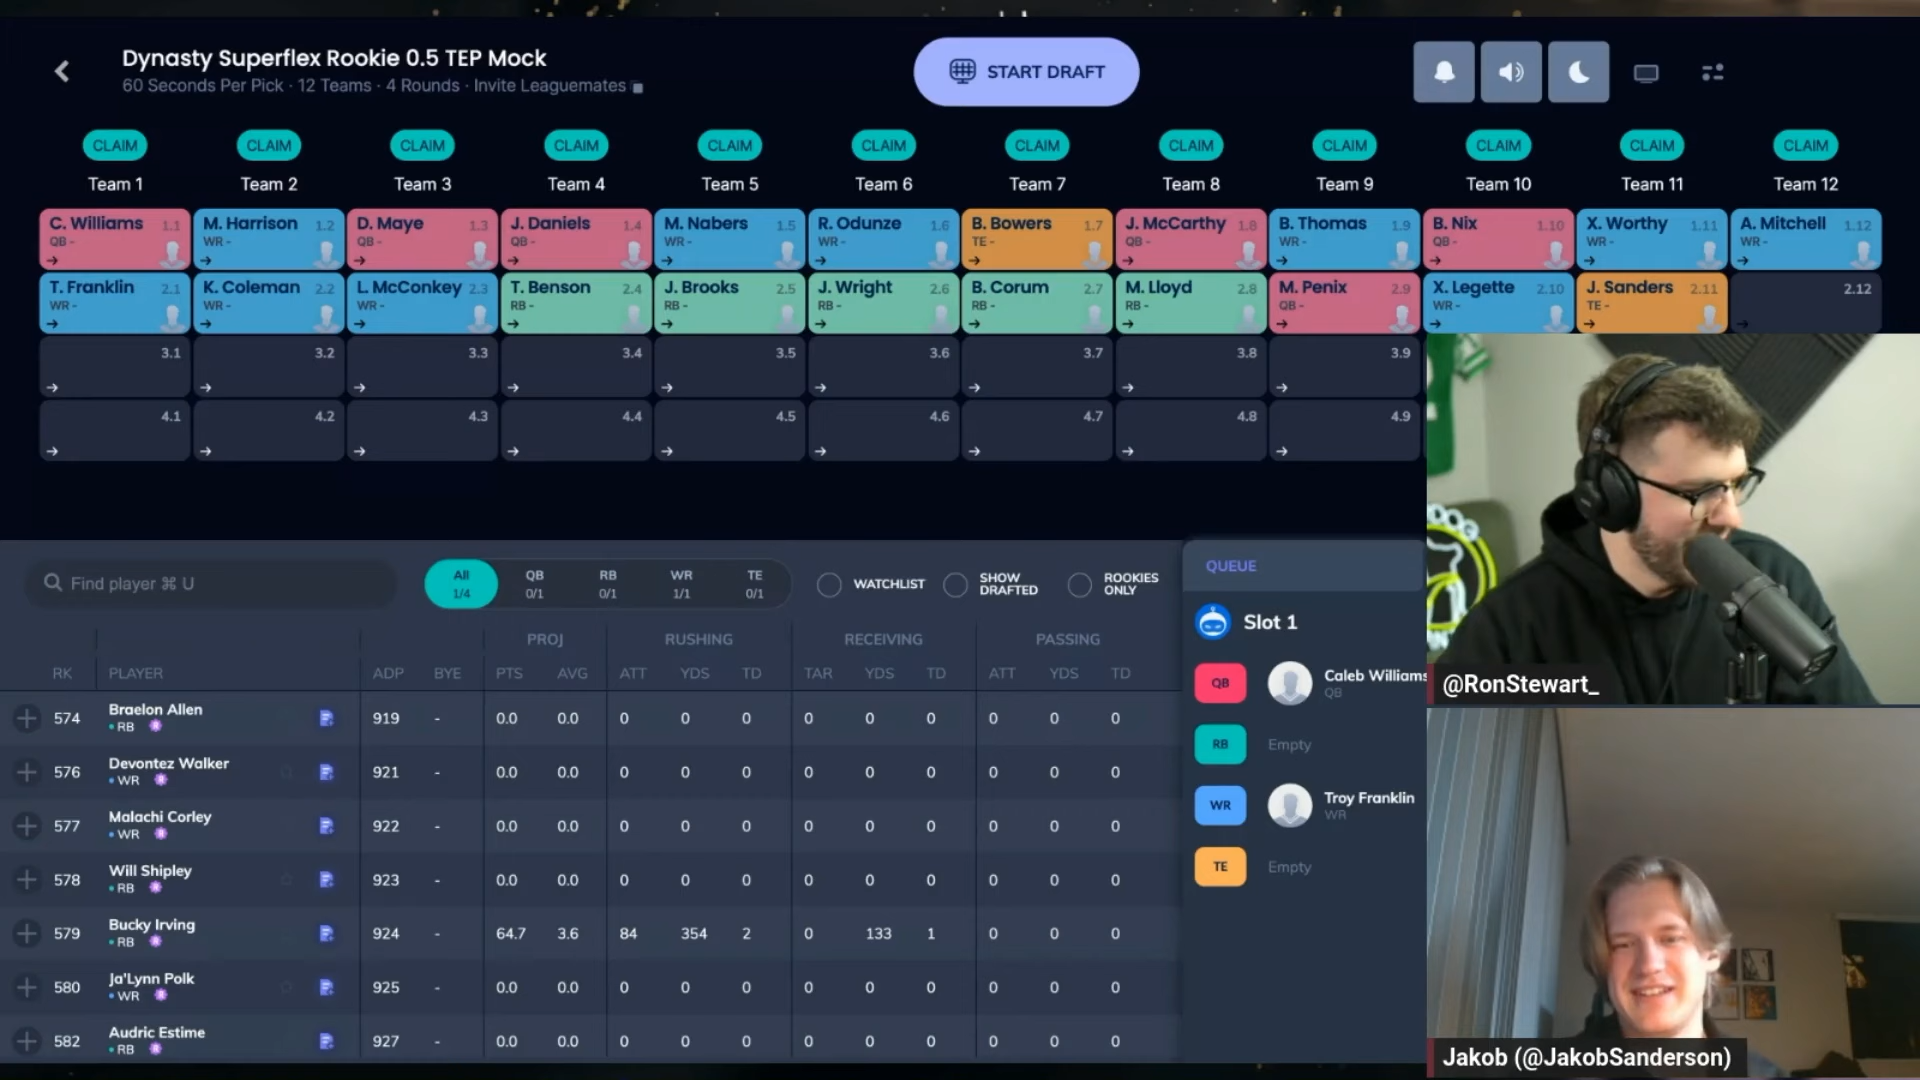 Dynasty Superflex Rookie 0.5 TEP Mock
60 Seconds Per Pick · 12 Teams · 4 Rounds · Invite Leaguemates
START DRAFT
CLAIM CLAIM CLAIM CLAIM CLAIM CLAIM CLAIM CLAIM CLAIM CLAIM CLAIM CLAIM
Team 1 Team 2 Team 3 Team 4 Team 5 Team 6 Team 7 Team 8 Team 9 Team 10 Team 11 Team 12
C. Williams 1.1 M. Harrison 1.2 D. Maye 1.3 J. Daniels 1.4 M. Nabers 1.5 R. Odunze 1.6 B. Bowers 1.7 J. McCarthy 1.8 B. Thomas 1.9 B. Nix 1.10 X. Worthy 1.11 A. Mitchell 1.12
QB - WR - QB - QB - WR - WR - TE - QB - WR - QB - WR - WR -
T. Franklin 2.1 K. Coleman 2.2 L. McConkey 2.3 T. Benson 2.4 J. Brooks 2.5 J. Wright 2.6 B. Corum 2.7 M. Lloyd 2.8 M. Penix 2.9 X. Legette 2.10 J. Sanders 2.11 2.12
WR - WR - WR - RB - RB - RB - RB - RB - QB - WR - TE -
3.1 3.2 3.3 3.4 3.5 3.6 3.7 3.8 3.9
4.1 4.2 4.3 4.4 4.5 4.6 4.7 4.8 4.9
Find player ⌘ U
All QB RB WR TE
1/4 0/1 0/1 1/1 0/1
WATCHLIST
SHOW
DRAFTED
ROOKIES
ONLY
PROJ RUSHING RECEIVING PASSING
RK PLAYER ADP BYE PTS AVG ATT YDS TD TAR YDS TD ATT YDS TD
574 Braelon Allen 919 - 0.0 0.0 0 0 0 0 0 0 0 0 0
RB
576 Devontez Walker 921 - 0.0 0.0 0 0 0 0 0 0 0 0 0
WR
577 Malachi Corley 922 - 0.0 0.0 0 0 0 0 0 0 0 0 0
WR
578 Will Shipley 923 - 0.0 0.0 0 0 0 0 0 0 0 0 0
RB
579 Bucky Irving 924 - 64.7 3.6 84 354 2 0 133 1 0 0 0
RB
580 Ja'Lynn Polk 925 - 0.0 0.0 0 0 0 0 0 0 0 0 0
WR
582 Audric Estime 927 - 0.0 0.0 0 0 0 0 0 0 0 0 0
RB
QUEUE
Slot 1
QB Caleb Williams
QB
RB Empty
WR Troy Franklin
WR
TE Empty
@RonStewart_
Jakob (@JakobSanderson)